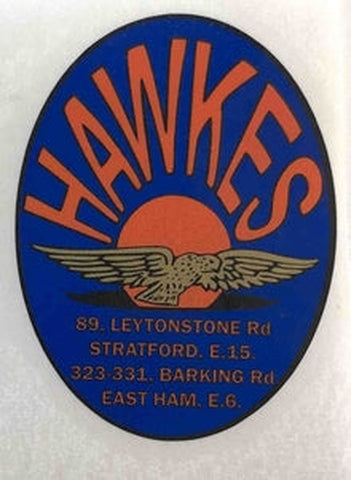 HAWKES
89. LEYTONSTONE Rd
STRATFORD. E.15.
323-331. BARKING Rd
EAST HAM. E.6.